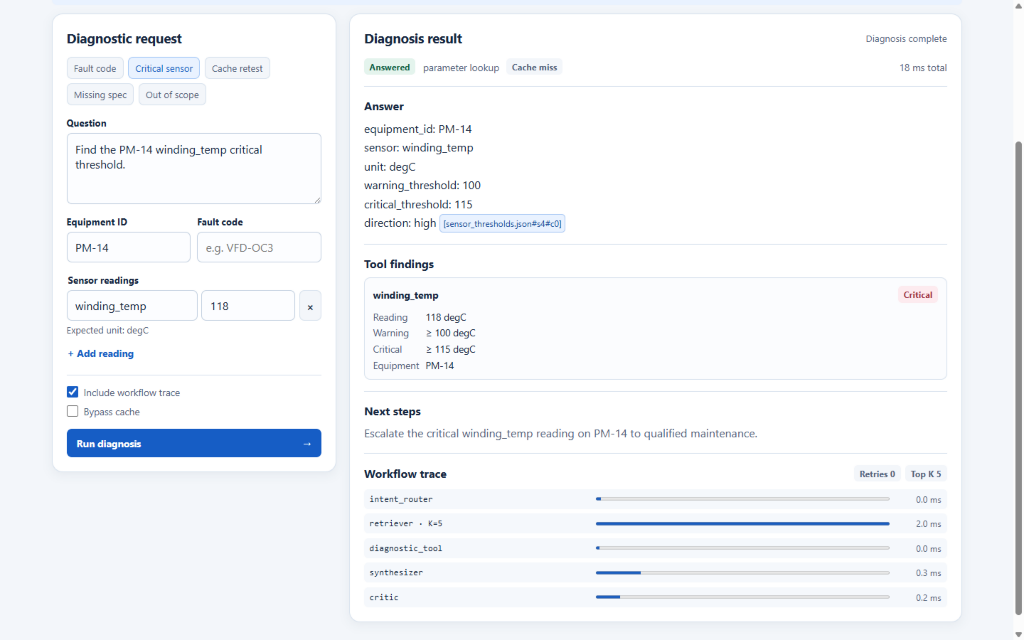 Diagnostic request
Fault code
Critical sensor
Cache retest
Missing spec
Out of scope
Question
Find the PM-14 winding_temp critical
threshold.
Equipment ID
Fault code
PM-14
e.g. VFD-OC3
Sensor readings
winding_temp
118
×
Expected unit: degC
+ Add reading
Include workflow trace
Bypass cache
Run diagnosis →
Diagnosis result
Diagnosis complete
Answered
parameter lookup
Cache miss
18 ms total
Answer
equipment_id: PM-14
sensor: winding_temp
unit: degC
warning_threshold: 100
critical_threshold: 115
direction: high [sensor_thresholds.json#s4#c0]
Tool findings
winding_temp
Critical
Reading 118 degC
Warning ≥ 100 degC
Critical ≥ 115 degC
Equipment PM-14
Next steps
Escalate the critical winding_temp reading on PM-14 to qualified maintenance.
Workflow trace
Retries 0
Top K 5
intent_router 0.0 ms
retriever · K=5 2.0 ms
diagnostic_tool 0.0 ms
synthesizer 0.3 ms
critic 0.2 ms